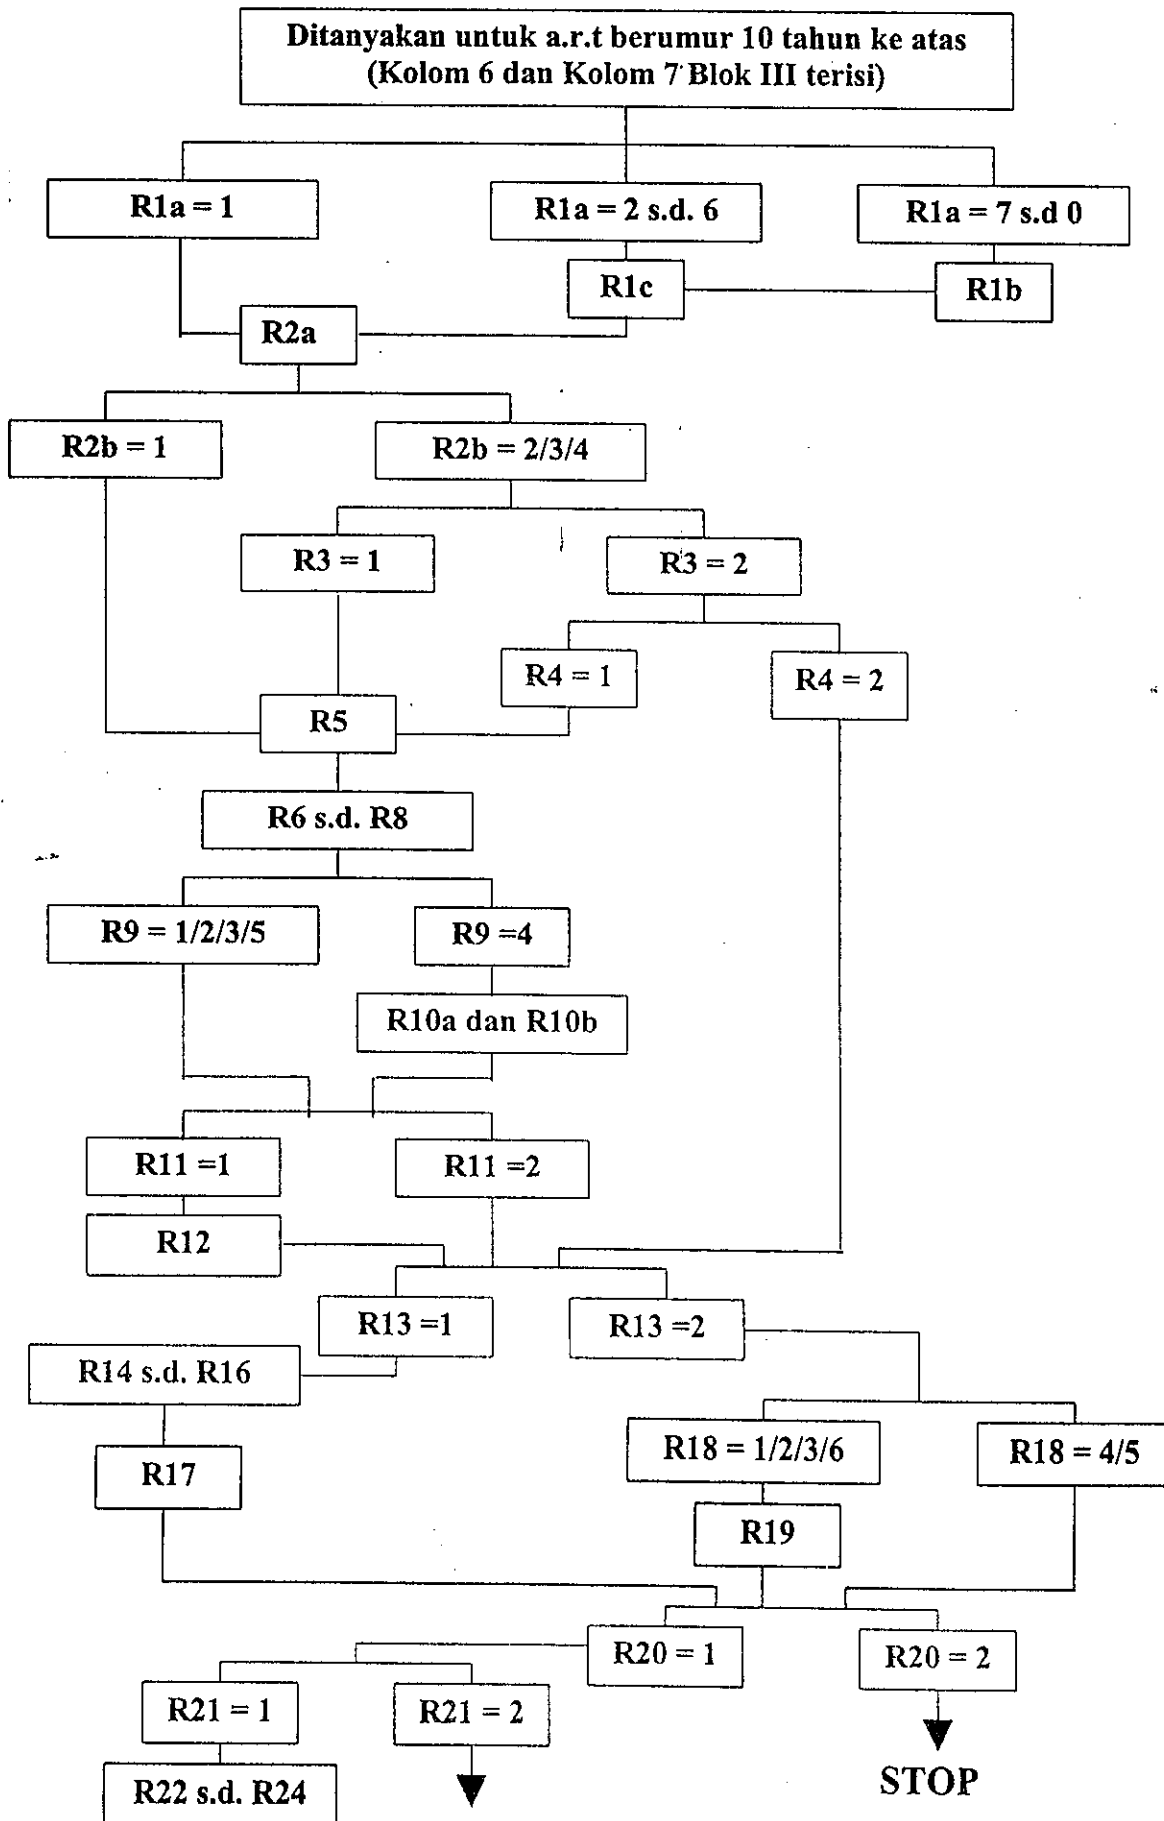 Ditanyakan untuk a.r.t berumur 10 tahun ke atas
(Kolom 6 dan Kolom 7 Blok III terisi)
R1a = 1
R1a = 2 s.d. 6
R1a = 7 s.d 0
R1c
R1b
R2a
R2b = 1
R2b = 2/3/4
R3 = 1
R3 = 2
R4 = 1
R4 = 2
R5
R6 s.d. R8
R9 = 1/2/3/5
R9 =4
R10a dan R10b
R11 =1
R11 =2
R12
R13 =1
R13 =2
R14 s.d. R16
R18 = 1/2/3/6
R18 = 4/5
R17
R19
R20 = 1
R20 = 2
R21 = 1
R21 = 2
STOP
R22 s.d. R24